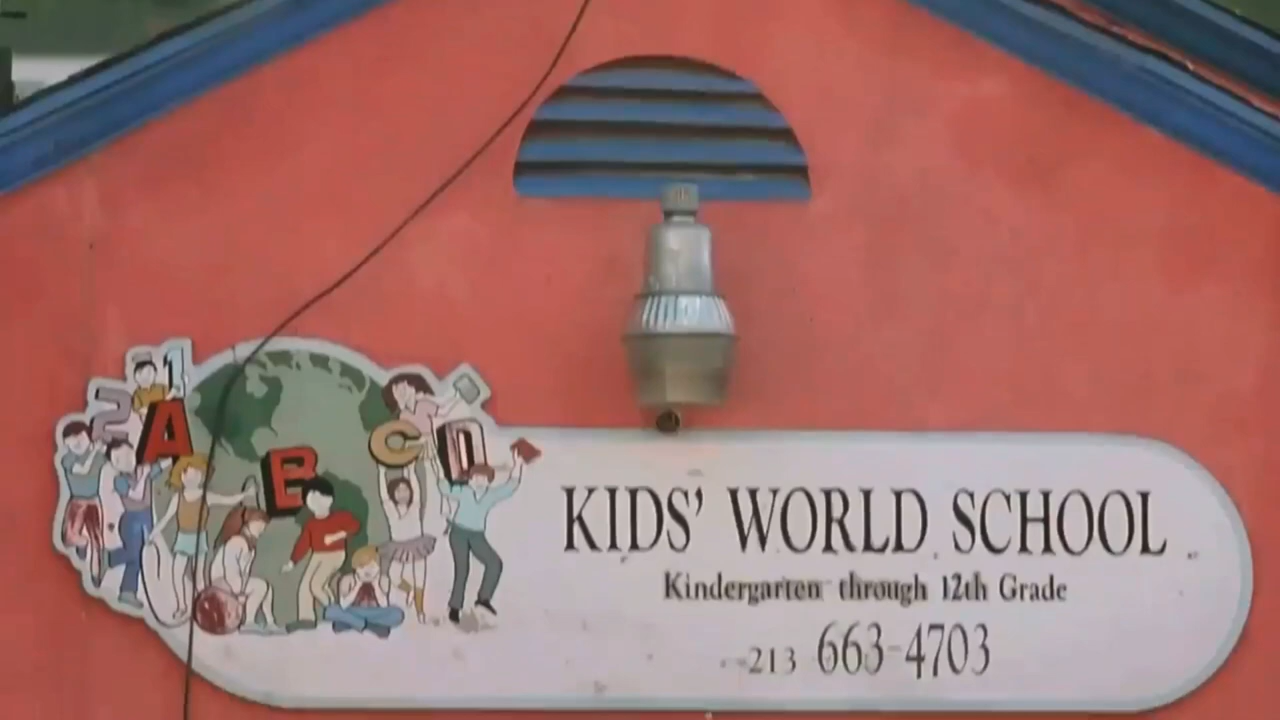 1
2
A
B
C
D
KIDS' WORLD SCHOOL
Kindergarten through 12th Grade
213 663-4703